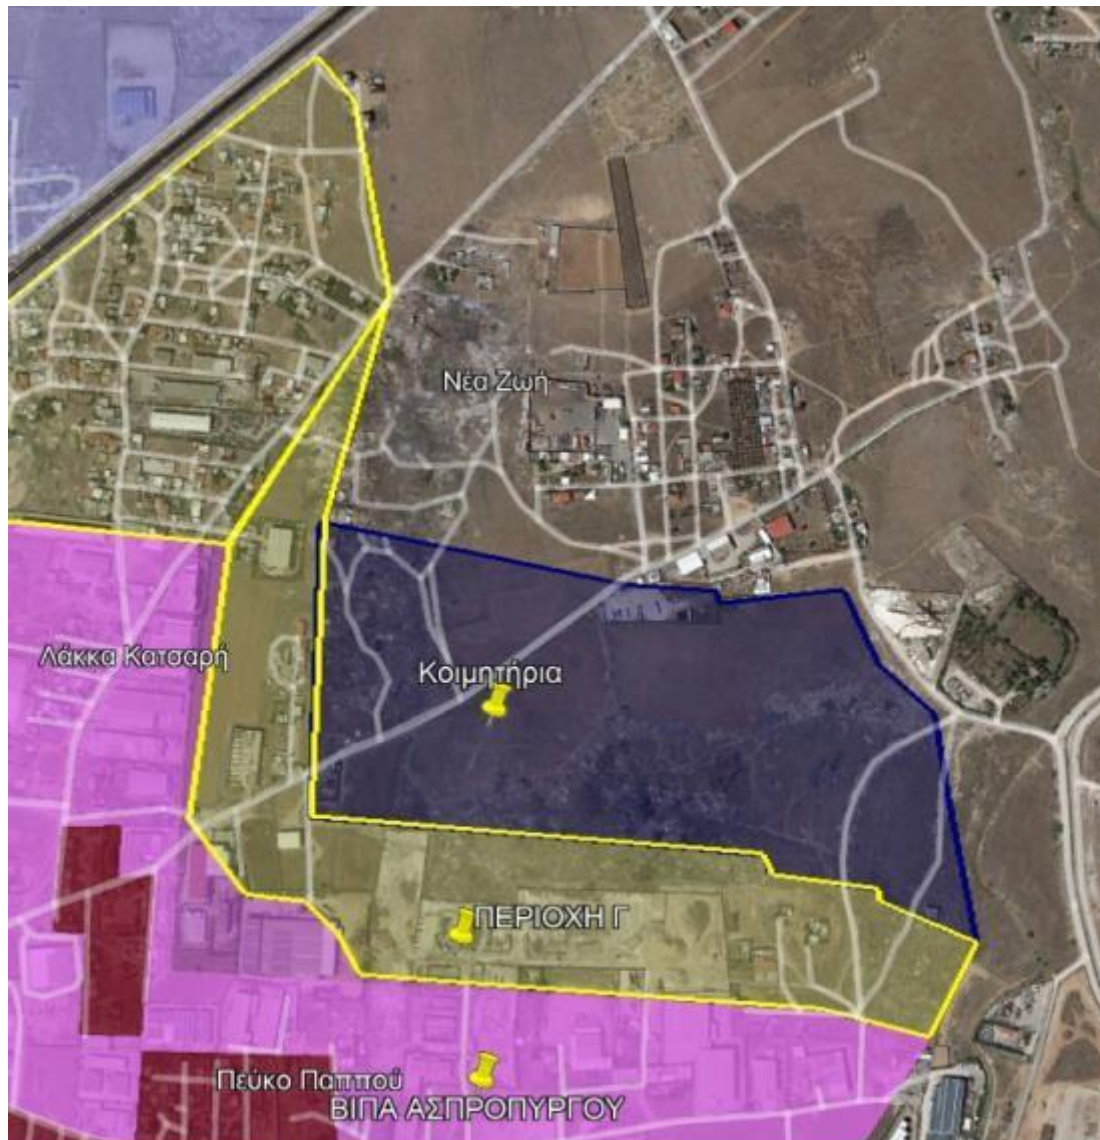 Νέα Ζωή
Λάκκα Κατσαρή
Κοιμητήρια
ΠΕΡΙΟΧΗ Γ
Πεύκο Παππού
ΒΙΠΑ ΑΣΠΡΟΠΥΡΓΟΥ